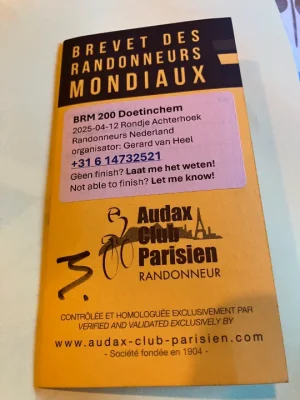 BREVET DES
RANDONNEURS
MONDIAUX
BRM 200 Doetinchem
2025-04-12 Rondje Achterhoek
Randonneurs Nederland
organisator: Gerard van Heel
+31 6 14732521
Geen finish? Laat me het weten!
Not able to finish? Let me know!
Audax
Club
Parisien
RANDONNEUR
CONTRÔLÉE ET HOMOLOGUÉE EXCLUSIVEMENT PAR
VERIFIED AND VALIDATED EXCLUSIVELY BY
www.audax-club-parisien.com
- Société fondée en 1904 -